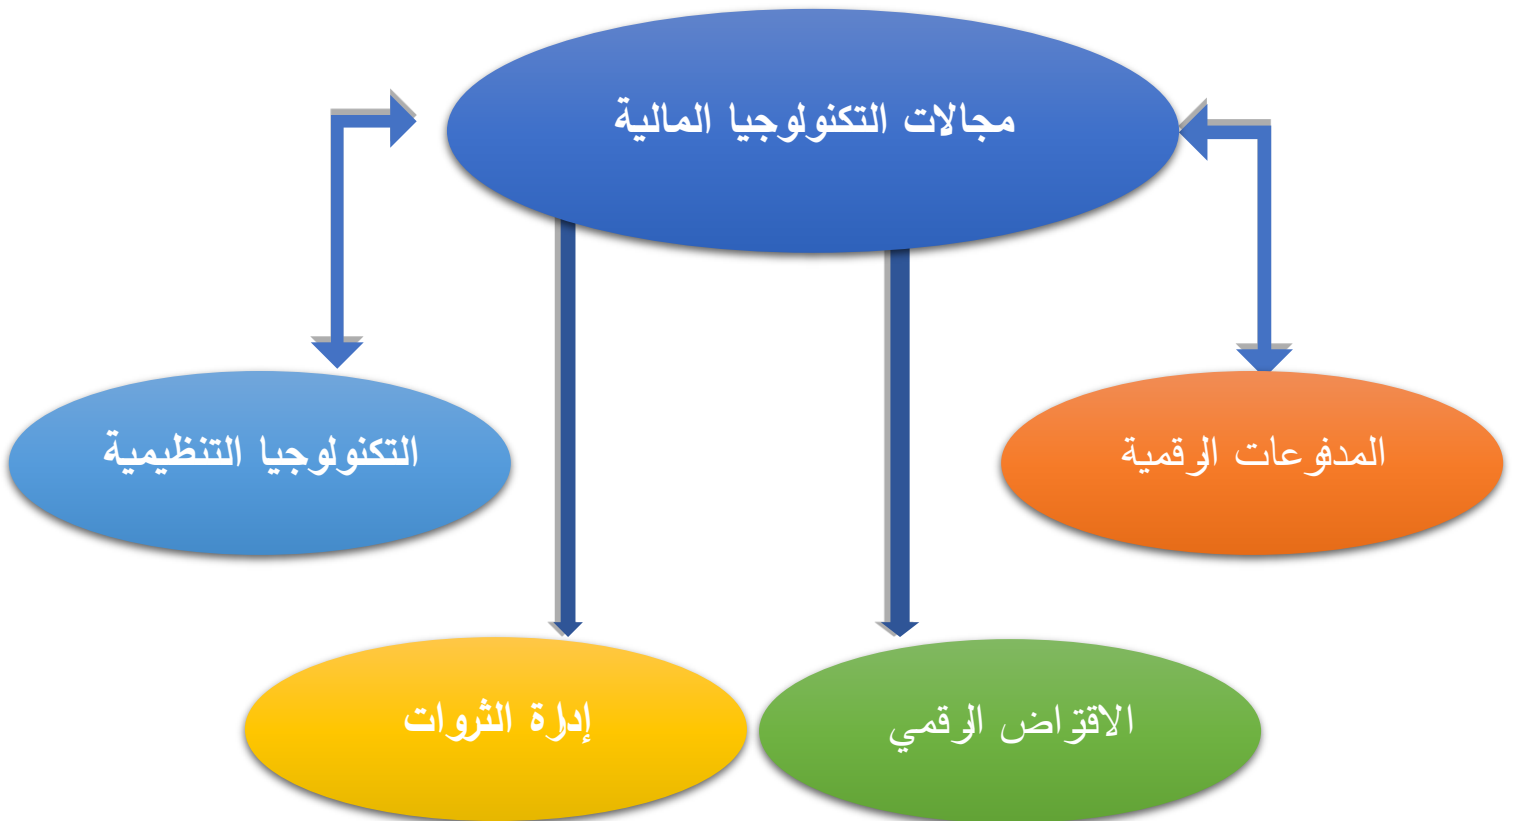 مجالات التكنولوجيا المالية
المدفوعات الرقمية
التكنولوجيا التنظيمية
الاقتراض الرقمي
إدارة الثروات